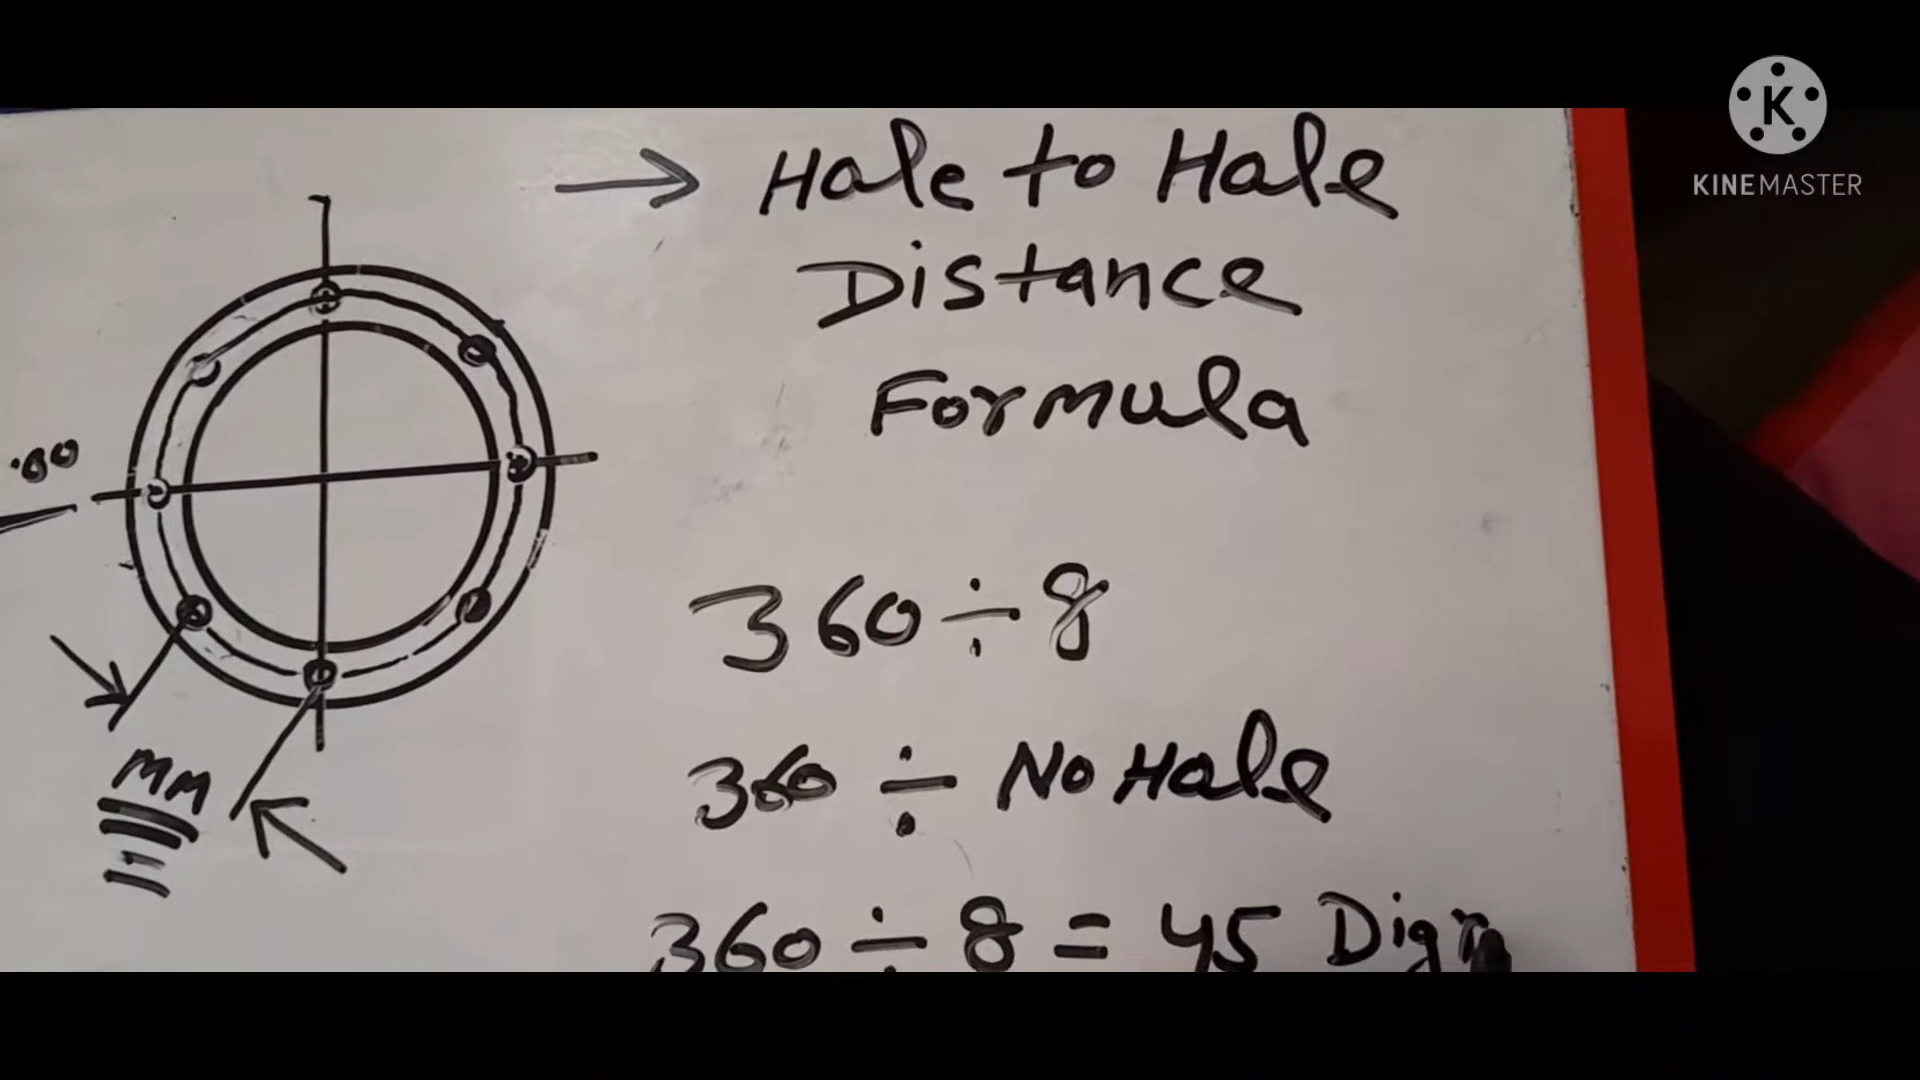 → Hole to Hole
Distance
Formula
360 ÷ 8
360 ÷ No Hole
360 ÷ 8 = 45
MM
K
KINEMASTER